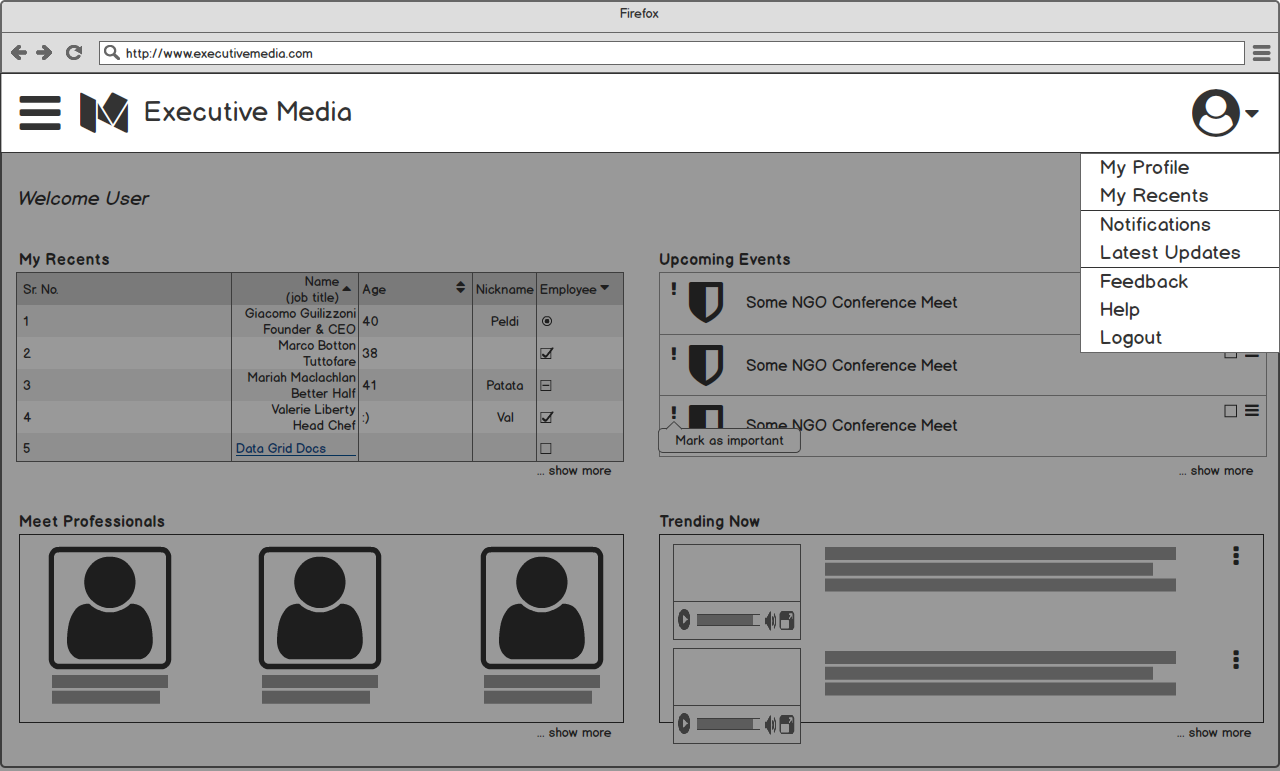 Firefox
http://www.executivemedia.com
Executive Media
My Profile
My Recents
Notifications
Latest Updates
Feedback
Help
Logout
Welcome User
My Recents
Sr. No.
Name
(job title)
Age
Nickname
Employee
1
Giacomo Guilizzoni
Founder & CEO
40
Peldi
2
Marco Botton
Tuttofare
38
3
Mariah Maclachlan
Better Half
41
Patata
4
Valerie Liberty
Head Chef
:)
Val
5
Data Grid Docs
... show more
Upcoming Events
! Some NGO Conference Meet
! Some NGO Conference Meet
! Some NGO Conference Meet
Mark as important
... show more
Meet Professionals
... show more
Trending Now
... show more